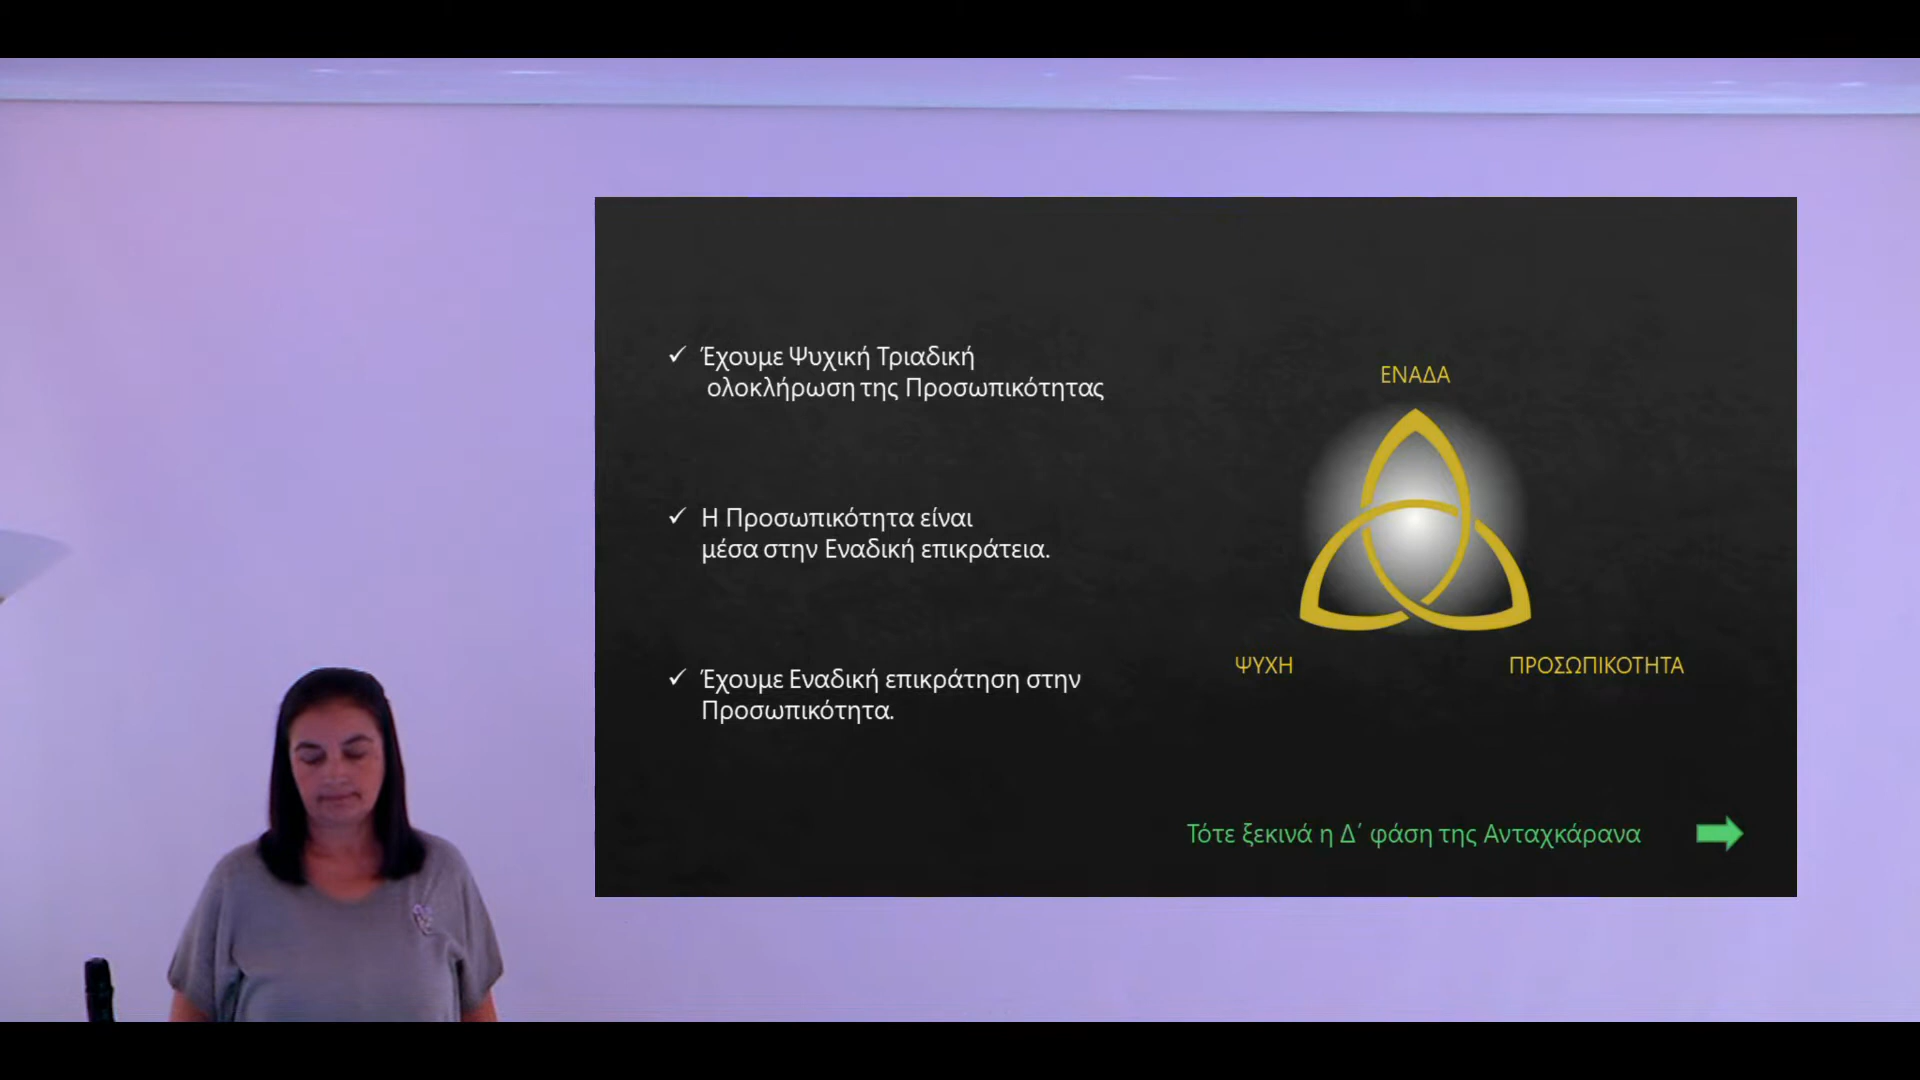 Έχουμε Ψυχική Τριαδική
ολοκλήρωση της Προσωπικότητας
Η Προσωπικότητα είναι
μέσα στην Εναδική επικράτεια.
Έχουμε Εναδική επικράτηση στην
Προσωπικότητα.
ΕΝΑΔΑ
ΨΥΧΗ
ΠΡΟΣΩΠΙΚΟΤΗΤΑ
Τότε ξεκινά η Δ΄ φάση της Ανταχκάρανα